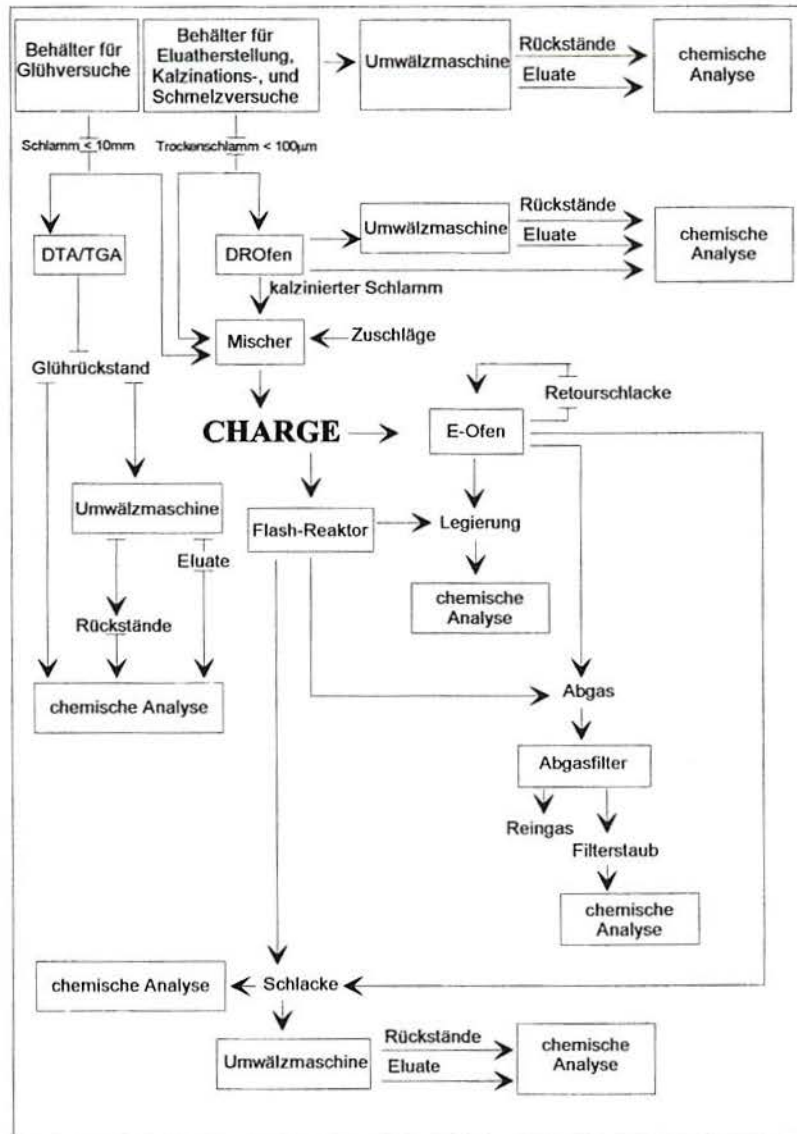 Behälter für
Glühversuche
Behälter für
Eluatherstellung,
Kalzinations-, und
Schmelzversuche
Umwälzmaschine
Rückstände
Eluate
chemische
Analyse
Schlamm < 10mm
Trockenschlamm < 100µm
DTA/TGA
DROfen
Umwälzmaschine
Rückstände
Eluate
chemische
Analyse
kalzinierter Schlamm
Mischer
Zuschläge
Glührückstand
CHARGE
E-Ofen
Retourschlacke
Umwälzmaschine
Flash-Reaktor
Legierung
Eluate
chemische
Analyse
Rückstände
chemische Analyse
Abgas
Abgasfilter
Reingas
Filterstaub
chemische
Analyse
chemische Analyse
Schlacke
Umwälzmaschine
Rückstände
Eluate
chemische
Analyse